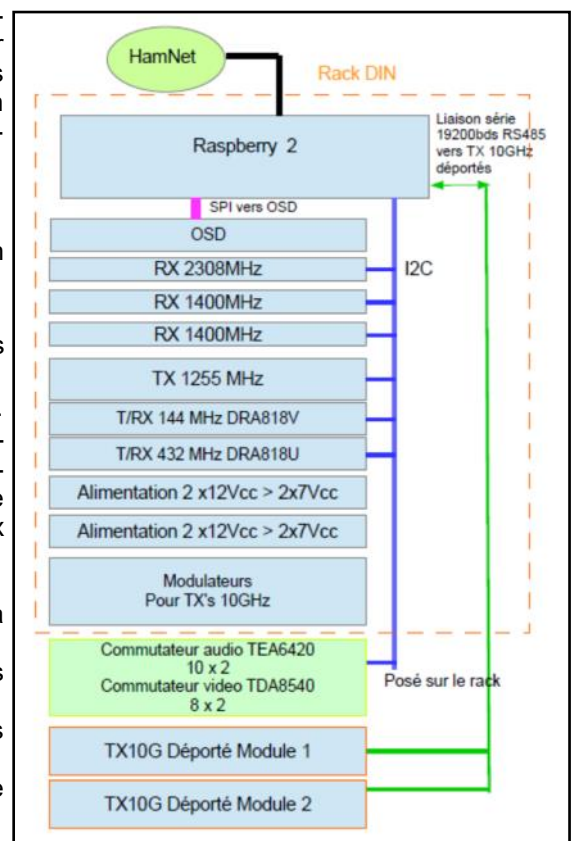 HamNet
Rack DIN
Liaison série
19200bds RS485
vers TX 10GHz
déportés
Raspberry 2
SPI vers OSD
OSD
RX 2308MHz
I2C
RX 1400MHz
RX 1400MHz
TX 1255 MHz
T/RX 144 MHz DRA818V
T/RX 432 MHz DRA818U
Alimentation 2 x12Vcc > 2x7Vcc
Alimentation 2 x12Vcc > 2x7Vcc
Modulateurs
Pour TX's 10GHz
Commutateur audio TEA6420
10 x 2
Commutateur video TDA8540
8 x 2
Posé sur le rack
TX10G Déporté Module 1
TX10G Déporté Module 2